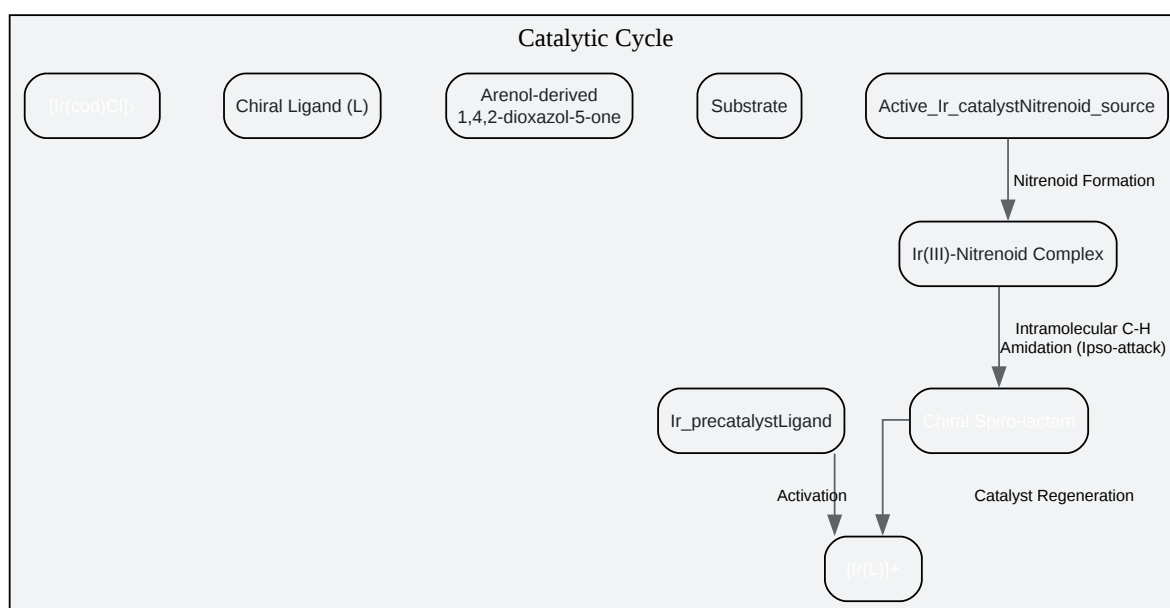 Catalytic Cycle
[Ir(cod)Cl]₂
Chiral Ligand (L)
Arenol-derived
1,4,2-dioxazol-5-one
Substrate
Active_Ir_catalystNitrenoid_source
Nitrenoid Formation
Ir(III)-Nitrenoid Complex
Intramolecular C-H
Amidation (Ipso-attack)
Ir_precatalystLigand
Chiral Spiro-lactam
Activation
Catalyst Regeneration
[Ir(L)]+